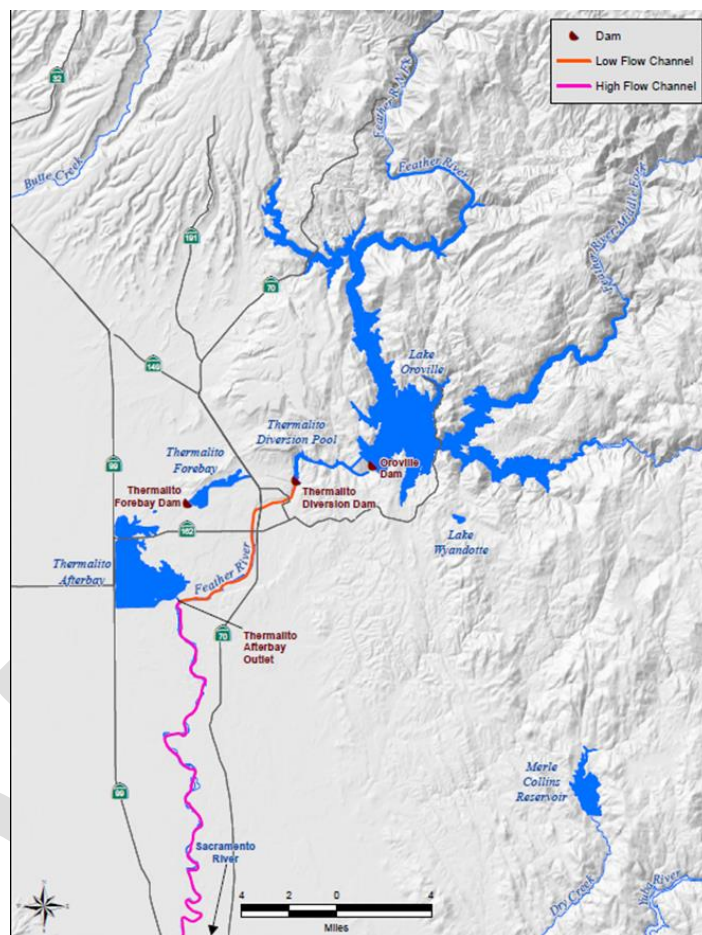 Dam
Low Flow Channel
High Flow Channel
32
Butte Creek
Feather R N Fk
Feather River
Feather River Middle Fork
191
70
149
Lake
Oroville
Thermalito
Diversion Pool
99
Thermalito
Forebay
Oroville
Dam
Thermalito
Forebay Dam
Thermalito
Diversion Dam
162
Lake
Wyandotte
Thermalito
Afterbay
Feather River
70
Thermalito
Afterbay
Outlet
Merle
Collins
Reservoir
99
Sacramento
River
Dry Creek
Yuba River
4 2 0 4
Miles